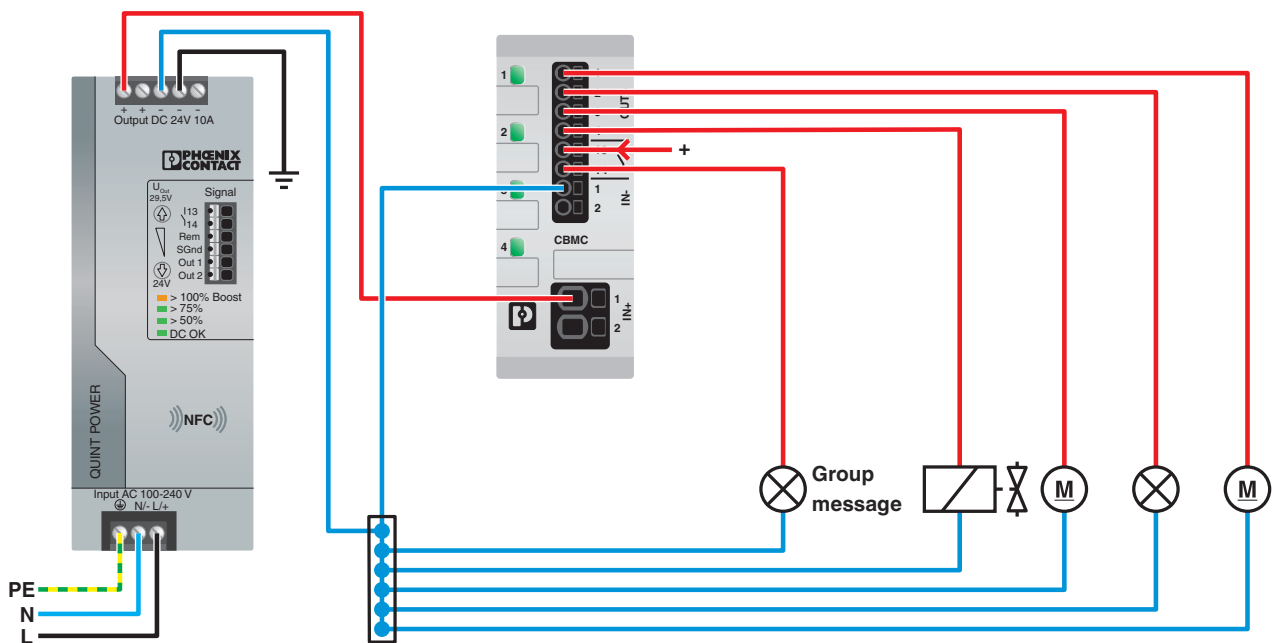 + + - - -
Output DC 24V 10A
PHŒNIX
CONTACT
UOut
29,5V
Signal
13
14
Rem
SGnd
Out 1
Out 2
24V
> 100% Boost
> 75%
> 50%
DC OK
QUINT POWER
NFC
Input AC 100-240 V
N/- L/+
PE
N
L
1
2
4
OUT
+
1
2
IN-
CBMC
1
2
IN+
Group
message
M
M